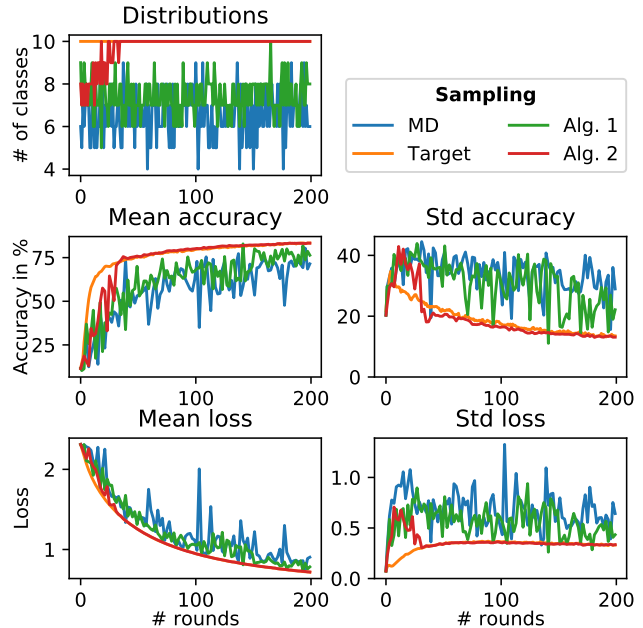 Distributions
# of classes
10
8
6
4
0
100
200
Sampling
MD
Target
Alg. 1
Alg. 2
Mean accuracy
Accuracy in %
75
50
25
0
100
200
Std accuracy
40
20
0
0
100
200
Mean loss
Loss
2
1
0
100
200
# rounds
Std loss
1.0
0.5
0.0
0
100
200
# rounds